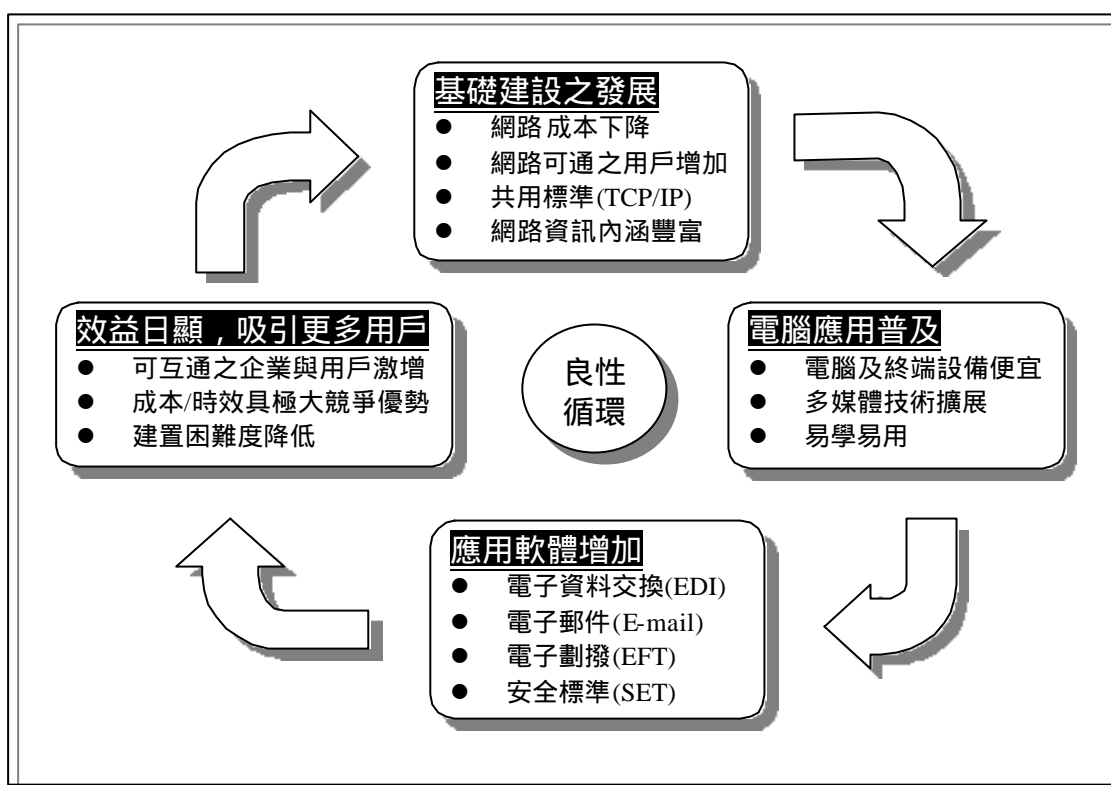 基礎建設之發展
● 網路成本下降
● 網路可通之用戶增加
● 共用標準(TCP/IP)
● 網路資訊內涵豐富
效益日顯，吸引更多用戶
● 可互通之企業與用戶激增
● 成本/時效具極大競爭優勢
● 建置困難度降低
良性
循環
電腦應用普及
● 電腦及終端設備便宜
● 多媒體技術擴展
● 易學易用
應用軟體增加
● 電子資料交換(EDI)
● 電子郵件(E-mail)
● 電子劃撥(EFT)
● 安全標準(SET)